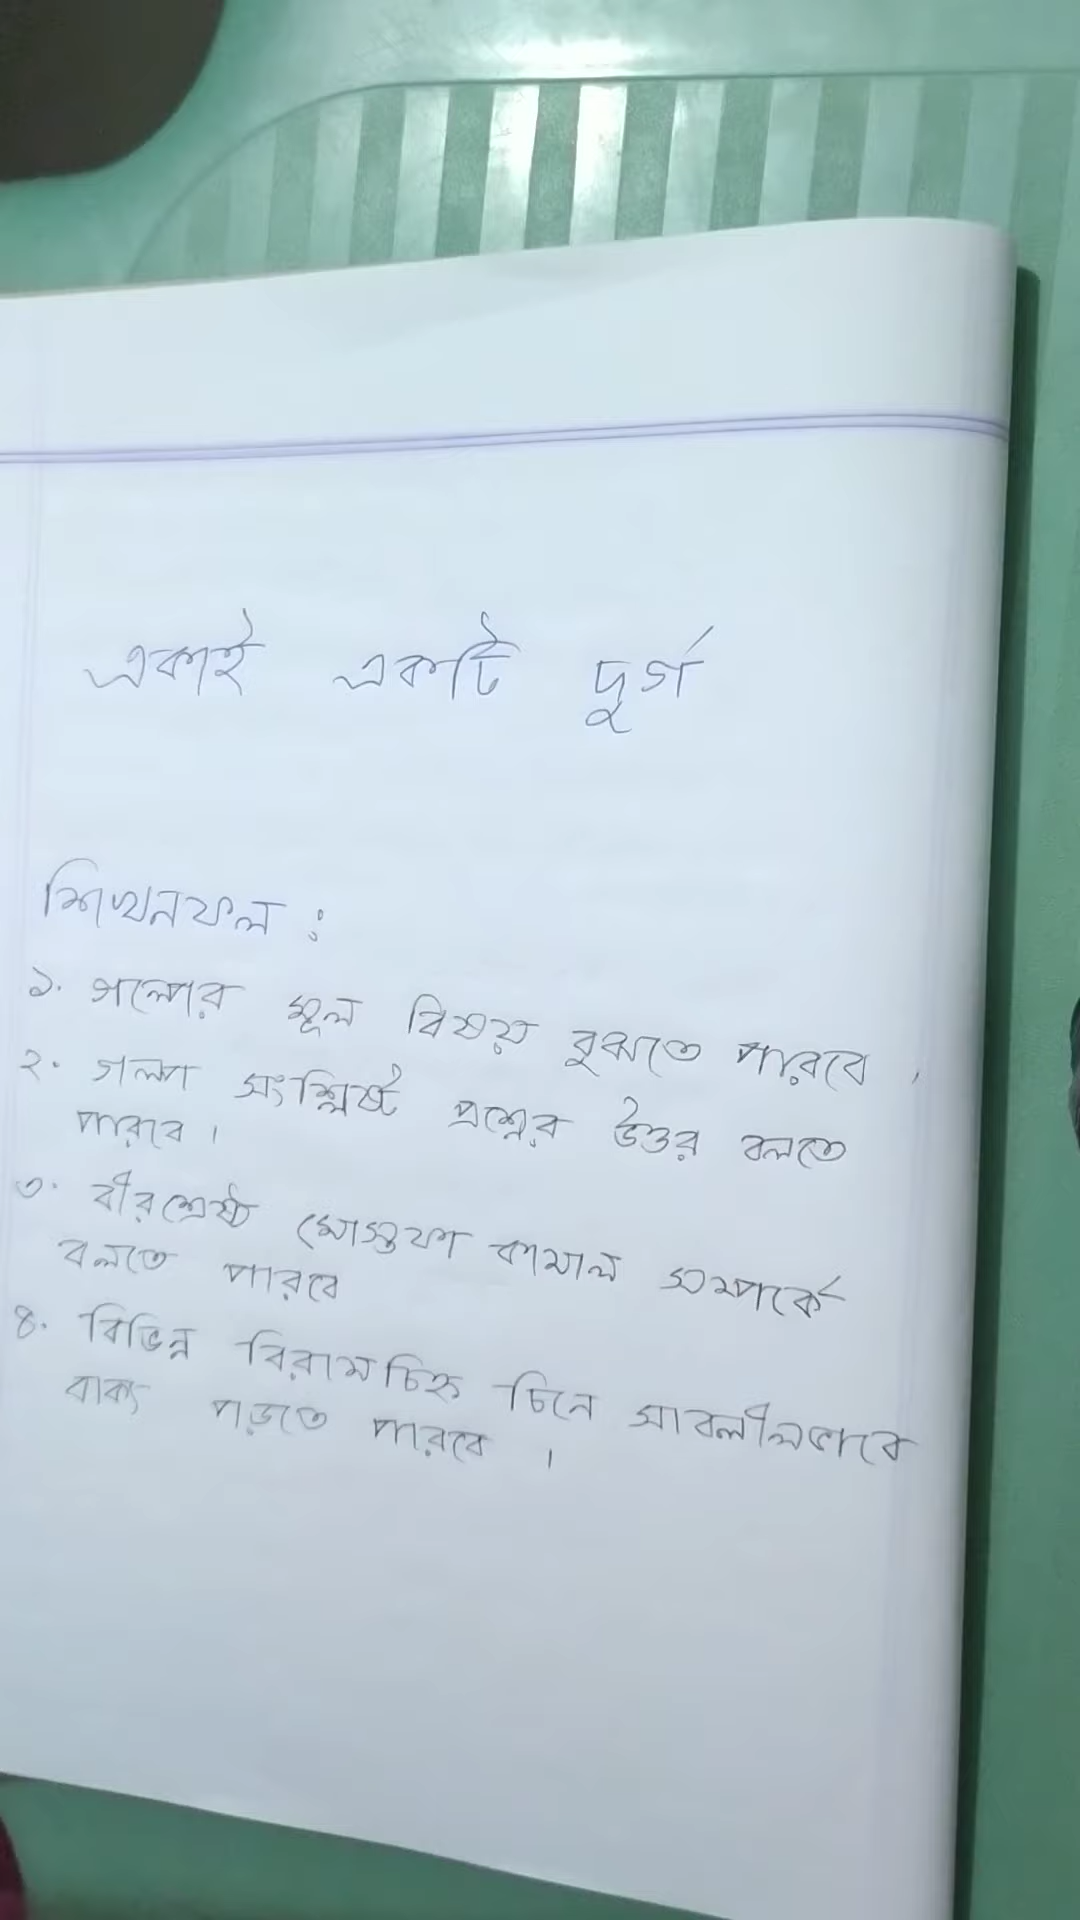 একাই একটি দুর্গ
শিখনফল :
১. গল্পের মূল বিষয় বুঝতে পারবে ,
২. গল্প সংশ্লিষ্ট প্রশ্নের উত্তর বলতে
পারবে ।
৩. বীরশ্রেষ্ঠ মোস্তফা কামাল সম্পর্কে
বলতে পারবে
৪. বিভিন্ন বিরামচিহ্ন চিনে সাবলীলভাবে
বাক্য পড়তে পারবে ।